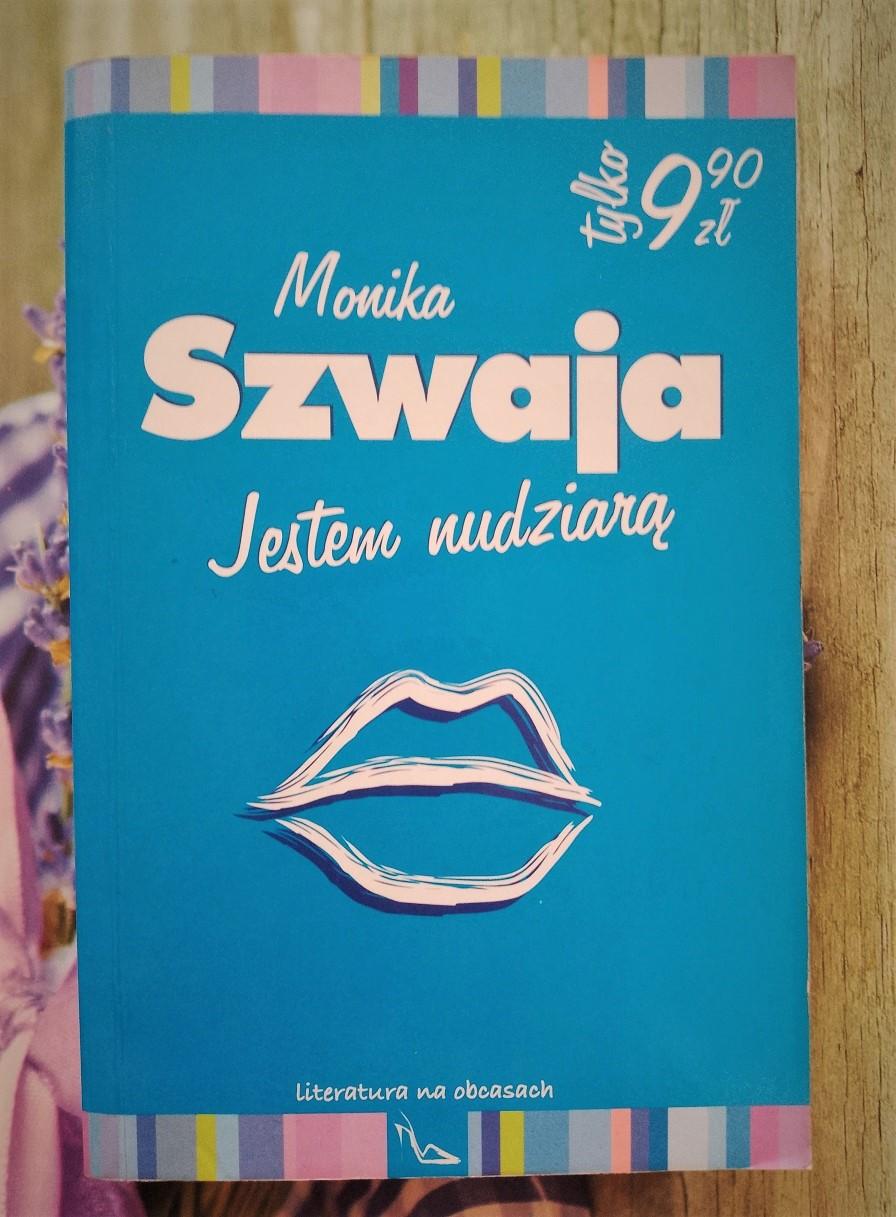 tylko 9 90 zł
Monika
Szwaja
Jestem nudziarą
literatura na obcasach